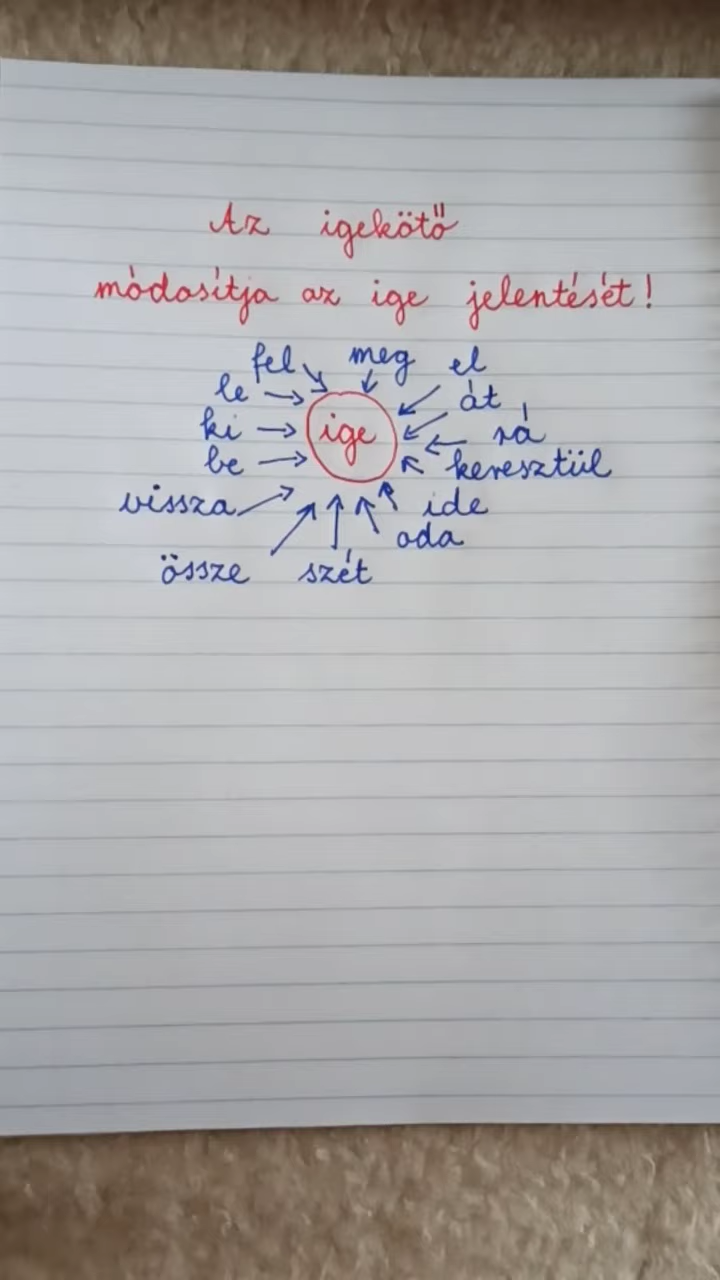 Az igekötő
módosítja az ige jelentését!
fel meg el
le át
ki ige rá
be keresztül
vissza ide
oda
össze szét